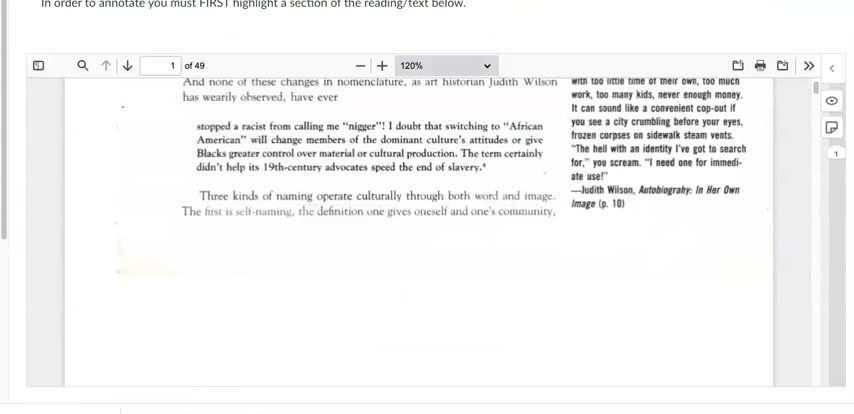 In order to annotate you must FIRST highlight a section of the reading/text below.
1 of 49
120%
And none of these changes in nomenclature, as art historian Judith Wilson
has wearily observed, have ever
stopped a racist from calling me “nigger”! I doubt that switching to “African
American” will change members of the dominant culture’s attitudes or give
Blacks greater control over material or cultural production. The term certainly
didn’t help its 19th-century advocates speed the end of slavery.⁴
Three kinds of naming operate culturally through both word and image.
The first is self-naming, the definition one gives oneself and one’s community,
with too little time of their own, too much
work, too many kids, never enough money.
It can sound like a convenient cop-out if
you see a city crumbling before your eyes,
frozen corpses on sidewalk steam vents.
“The hell with an identity I’ve got to search
for,” you scream. “I need one for immedi-
ate use!”
—Judith Wilson, Autobiograhy: In Her Own
Image (p. 10)
1